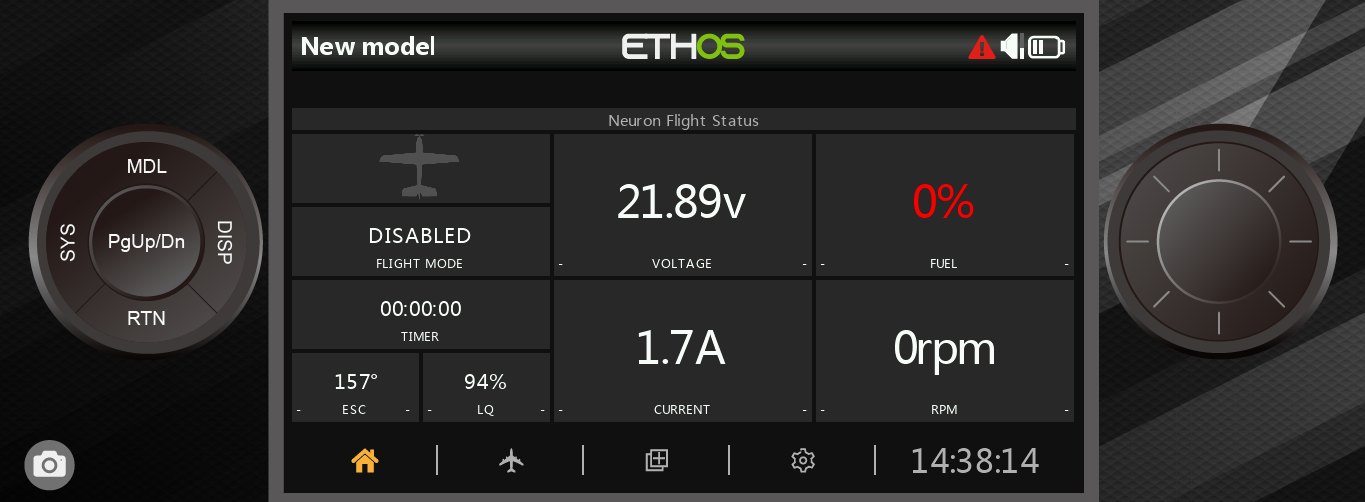 New model
ETHOS
Neuron Flight Status
MDL
SYS
PgUp/Dn
DISP
RTN
DISABLED
FLIGHT MODE
21.89v
- VOLTAGE -
0%
- FUEL -
00:00:00
TIMER
157°
- ESC -
94%
- LQ -
1.7A
- CURRENT -
0rpm
- RPM -
14:38:14